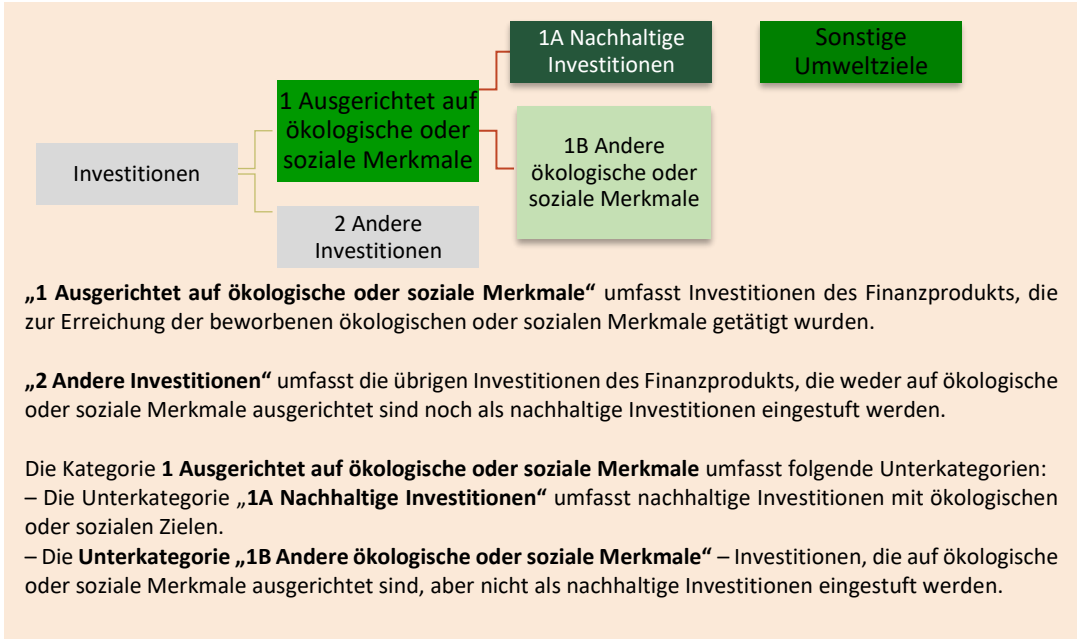 1A Nachhaltige
Investitionen
Sonstige
Umweltziele
1 Ausgerichtet auf
ökologische oder
soziale Merkmale
1B Andere
ökologische oder
soziale Merkmale
Investitionen
2 Andere
Investitionen
„1 Ausgerichtet auf ökologische oder soziale Merkmale“ umfasst Investitionen des Finanzprodukts, die
zur Erreichung der beworbenen ökologischen oder sozialen Merkmale getätigt wurden.
„2 Andere Investitionen“ umfasst die übrigen Investitionen des Finanzprodukts, die weder auf ökologische
oder soziale Merkmale ausgerichtet sind noch als nachhaltige Investitionen eingestuft werden.
Die Kategorie 1 Ausgerichtet auf ökologische oder soziale Merkmale umfasst folgende Unterkategorien:
– Die Unterkategorie „1A Nachhaltige Investitionen“ umfasst nachhaltige Investitionen mit ökologischen
oder sozialen Zielen.
– Die Unterkategorie „1B Andere ökologische oder soziale Merkmale“ – Investitionen, die auf ökologische
oder soziale Merkmale ausgerichtet sind, aber nicht als nachhaltige Investitionen eingestuft werden.